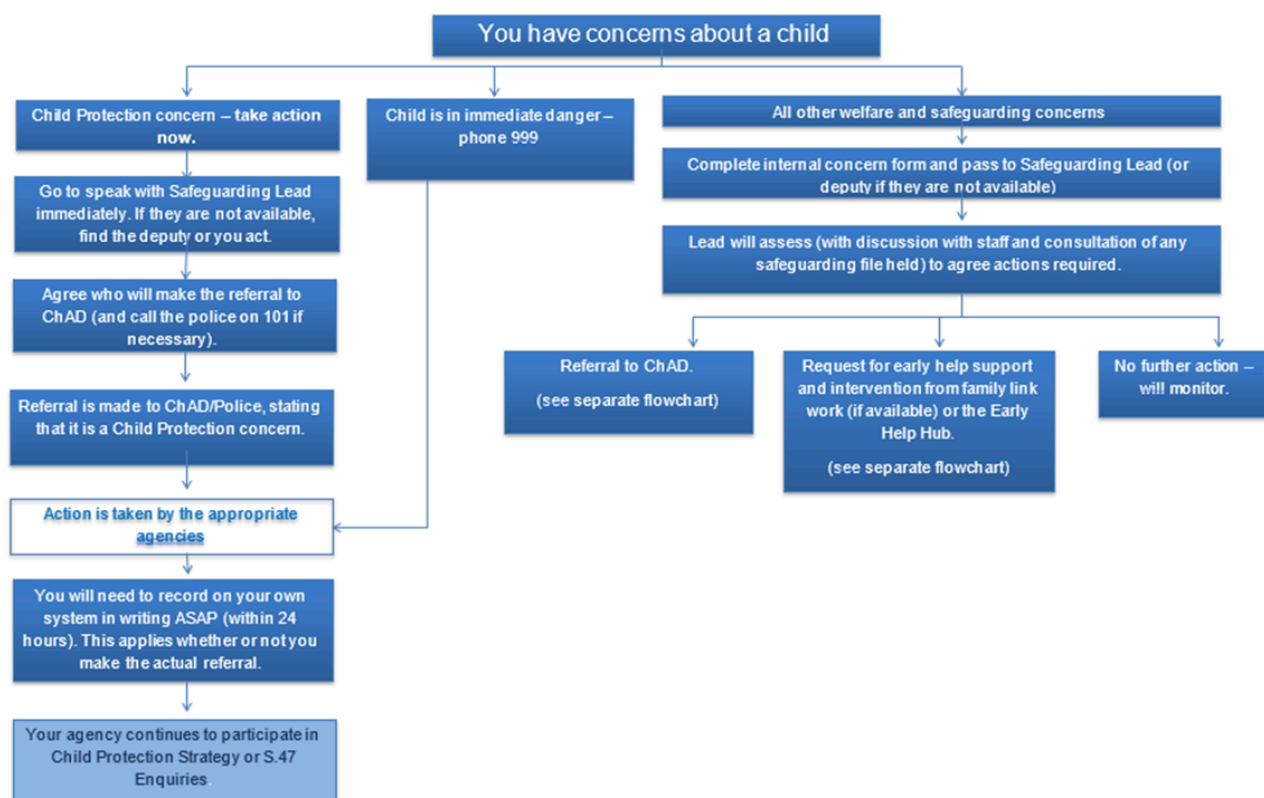 You have concerns about a child
Child Protection concern – take action
now.
Go to speak with Safeguarding Lead
immediately. If they are not available,
find the deputy or you act.
Agree who will make the referral to
ChAD (and call the police on 101 if
necessary).
Referral is made to ChAD/Police, stating
that it is a Child Protection concern.
Action is taken by the appropriate
agencies
You will need to record on your own
system in writing ASAP (within 24
hours). This applies whether or not you
make the actual referral.
Your agency continues to participate in
Child Protection Strategy or S.47
Enquiries.
Child is in immediate danger –
phone 999
All other welfare and safeguarding concerns
Complete internal concern form and pass to Safeguarding Lead (or
deputy if they are not available)
Lead will assess (with discussion with staff and consultation of any
safeguarding file held) to agree actions required.
Referral to ChAD.
(see separate flowchart)
Request for early help support
and intervention from family link
work (if available) or the Early
Help Hub.
(see separate flowchart)
No further action –
will monitor.